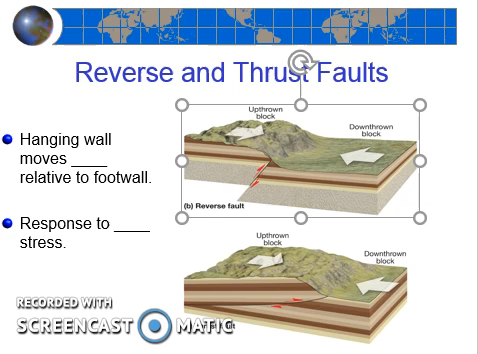 Reverse and Thrust Faults
Hanging wall
moves ____
relative to footwall.
Response to ____
stress.
Upthrown
block
Downthrown
block
(b) Reverse fault
Upthrown
block
Downthrown
block
RECORDED WITH
SCREENCAST MATIC